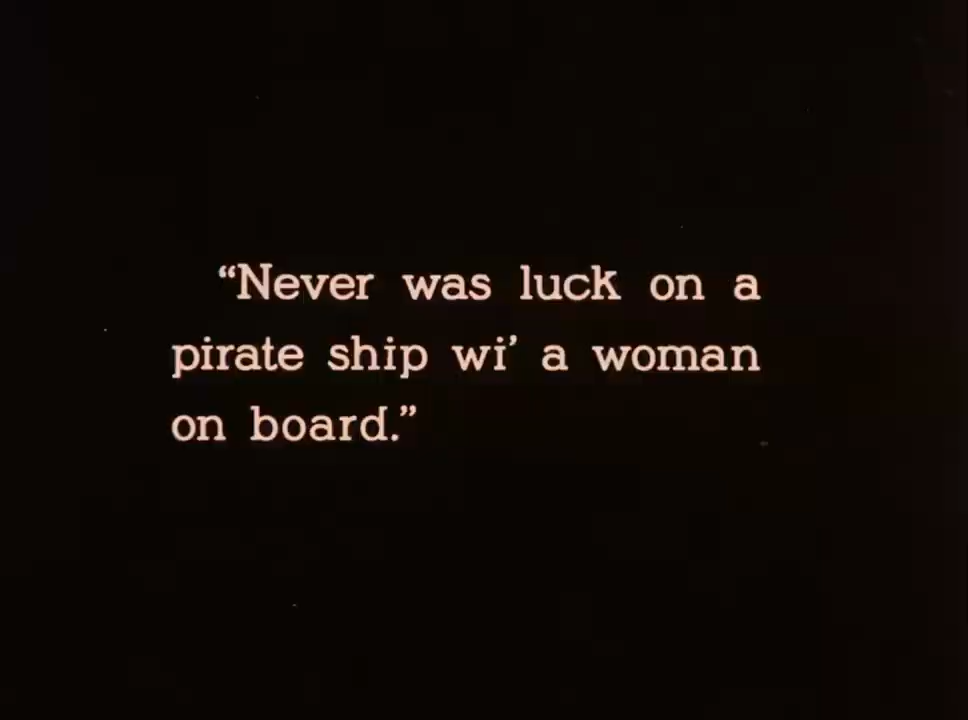 “Never was luck on a
pirate ship wi’ a woman
on board.”